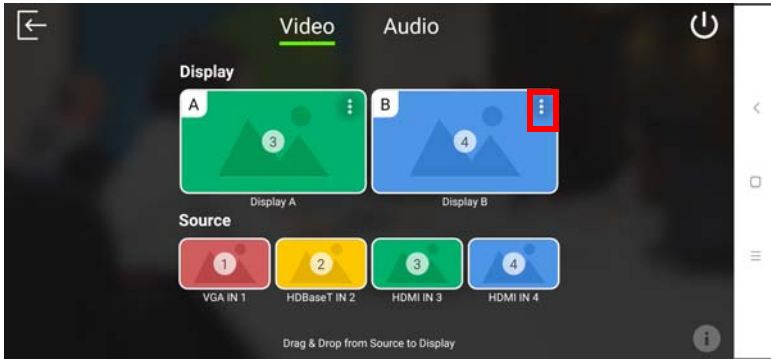 Video Audio
Display
A B
3 4
Display A Display B
Source
1 2 3 4
VGA IN 1 HDBaseT IN 2 HDMI IN 3 HDMI IN 4
Drag & Drop from Source to Display
i